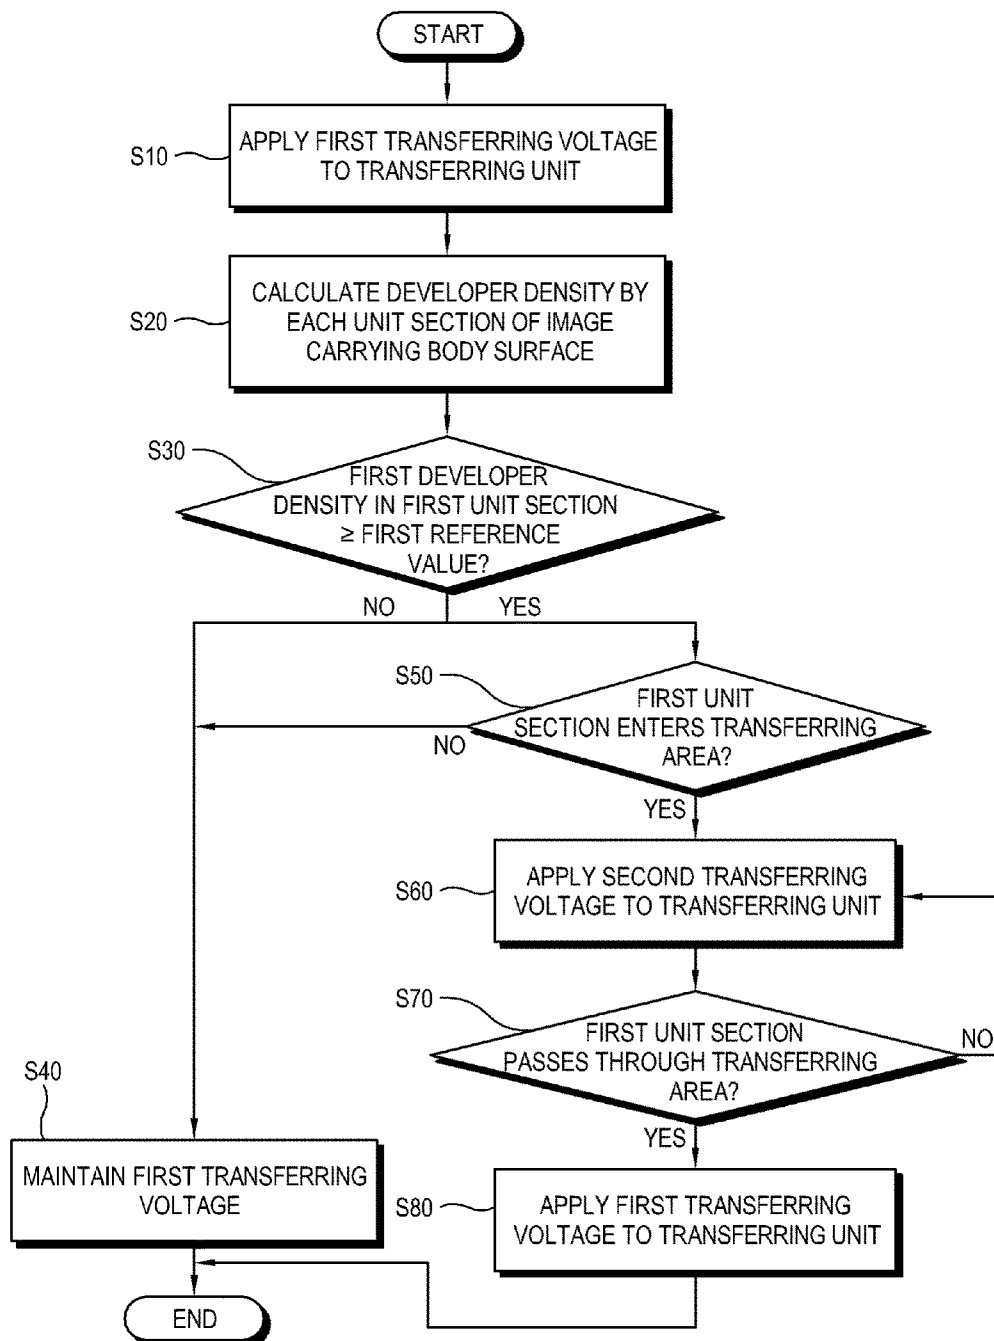 START
S10
APPLY FIRST TRANSFERRING VOLTAGE
TO TRANSFERRING UNIT
S20
CALCULATE DEVELOPER DENSITY BY
EACH UNIT SECTION OF IMAGE
CARRYING BODY SURFACE
S30
FIRST DEVELOPER
DENSITY IN FIRST UNIT SECTION
≥ FIRST REFERENCE
VALUE?
NO
YES
S50
FIRST UNIT
SECTION ENTERS TRANSFERRING
AREA?
NO
YES
S60
APPLY SECOND TRANSFERRING
VOLTAGE TO TRANSFERRING UNIT
S70
FIRST UNIT SECTION
PASSES THROUGH TRANSFERRING
AREA?
NO
YES
S40
MAINTAIN FIRST TRANSFERRING
VOLTAGE
S80
APPLY FIRST TRANSFERRING
VOLTAGE TO TRANSFERRING UNIT
END